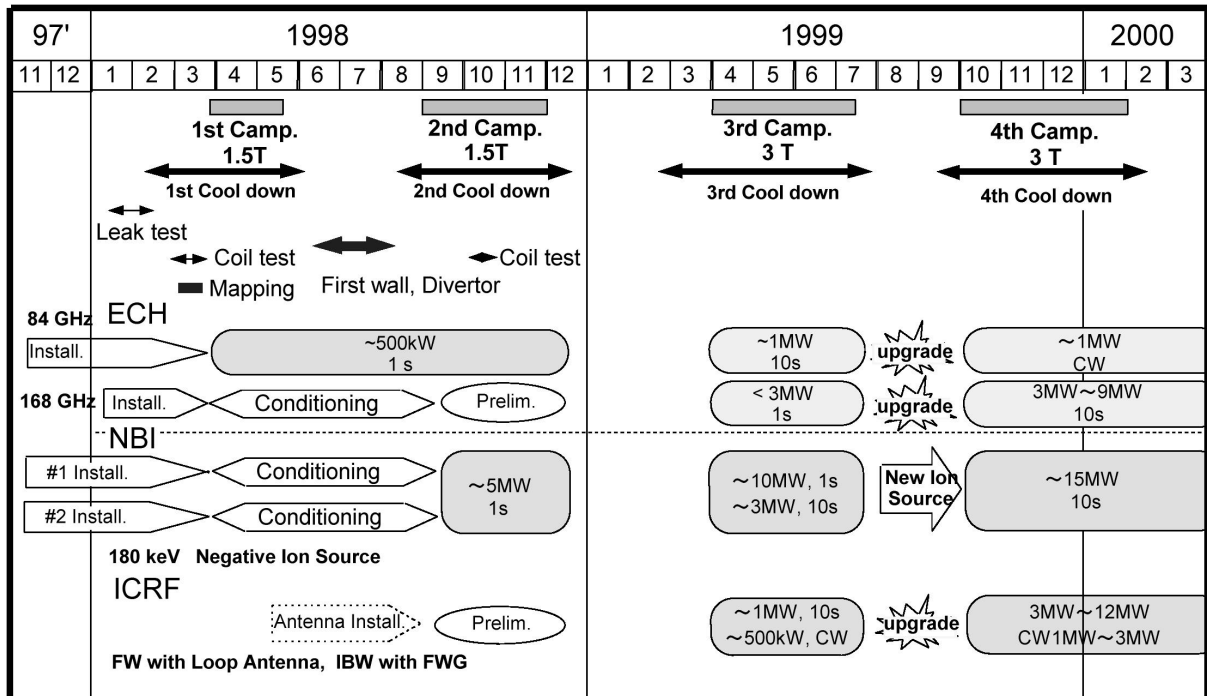 97' 1998 1999 2000
11 12 1 2 3 4 5 6 7 8 9 10 11 12 1 2 3 4 5 6 7 8 9 10 11 12 1 2 3
1st Camp. 2nd Camp. 3rd Camp. 4th Camp.
1.5T 1.5T 3 T 3 T
1st Cool down 2nd Cool down 3rd Cool down 4th Cool down
Leak test
Coil test Coil test
Mapping First wall, Divertor
ECH
84 GHz
Install.
~500kW
1 s
~1MW
10s
upgrade
~1MW
CW
168 GHz
Install.
Conditioning
Prelim.
< 3MW
1s
upgrade
3MW~9MW
10s
NBI
#1 Install.
Conditioning
#2 Install.
Conditioning
~5MW
1s
~10MW, 1s
~3MW, 10s
New Ion
Source
~15MW
10s
180 keV Negative Ion Source
ICRF
Antenna Install.
Prelim.
~1MW, 10s
~500kW, CW
upgrade
3MW~12MW
CW1MW~3MW
FW with Loop Antenna, IBW with FWG